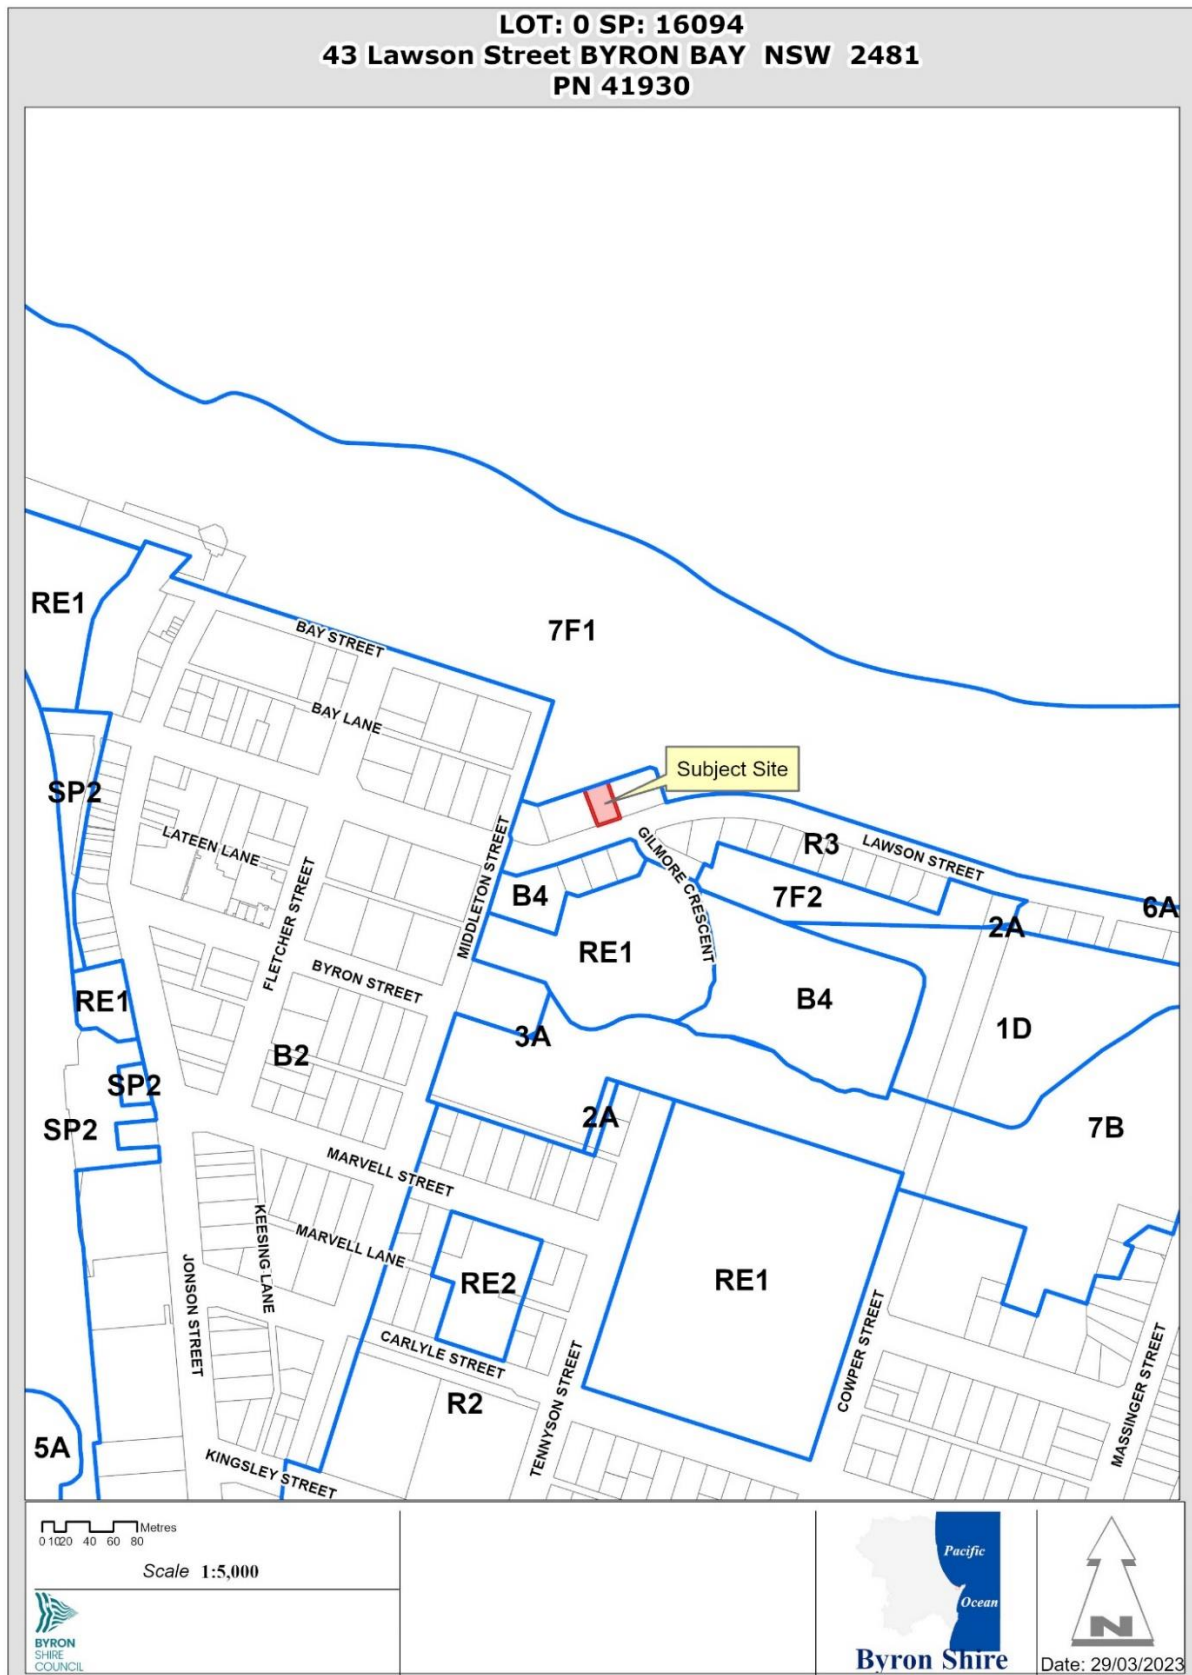 LOT: 0 SP: 16094
43 Lawson Street BYRON BAY NSW 2481
PN 41930
RE1
7F1
BAY STREET
BAY LANE
Subject Site
SP2
LATEEN LANE
FLETCHER STREET
MIDDLETON STREET
GILMORE CRESCENT
R3
LAWSON STREET
B4
7F2
6A
2A
RE1
BYRON STREET
RE1
B4
1D
3A
B2
SP2
SP2
2A
7B
MARVELL STREET
KEESING LANE
MARVELL LANE
RE2
RE1
JONSON STREET
CARLYLE STREET
TENNYSON STREET
COWPER STREET
MASSINGER STREET
R2
5A
KINGSLEY STREET
Metres
0 10 20 40 60 80
Scale 1:5,000
BYRON
SHIRE
COUNCIL
Pacific
Ocean
Byron Shire
N
Date: 29/03/2023